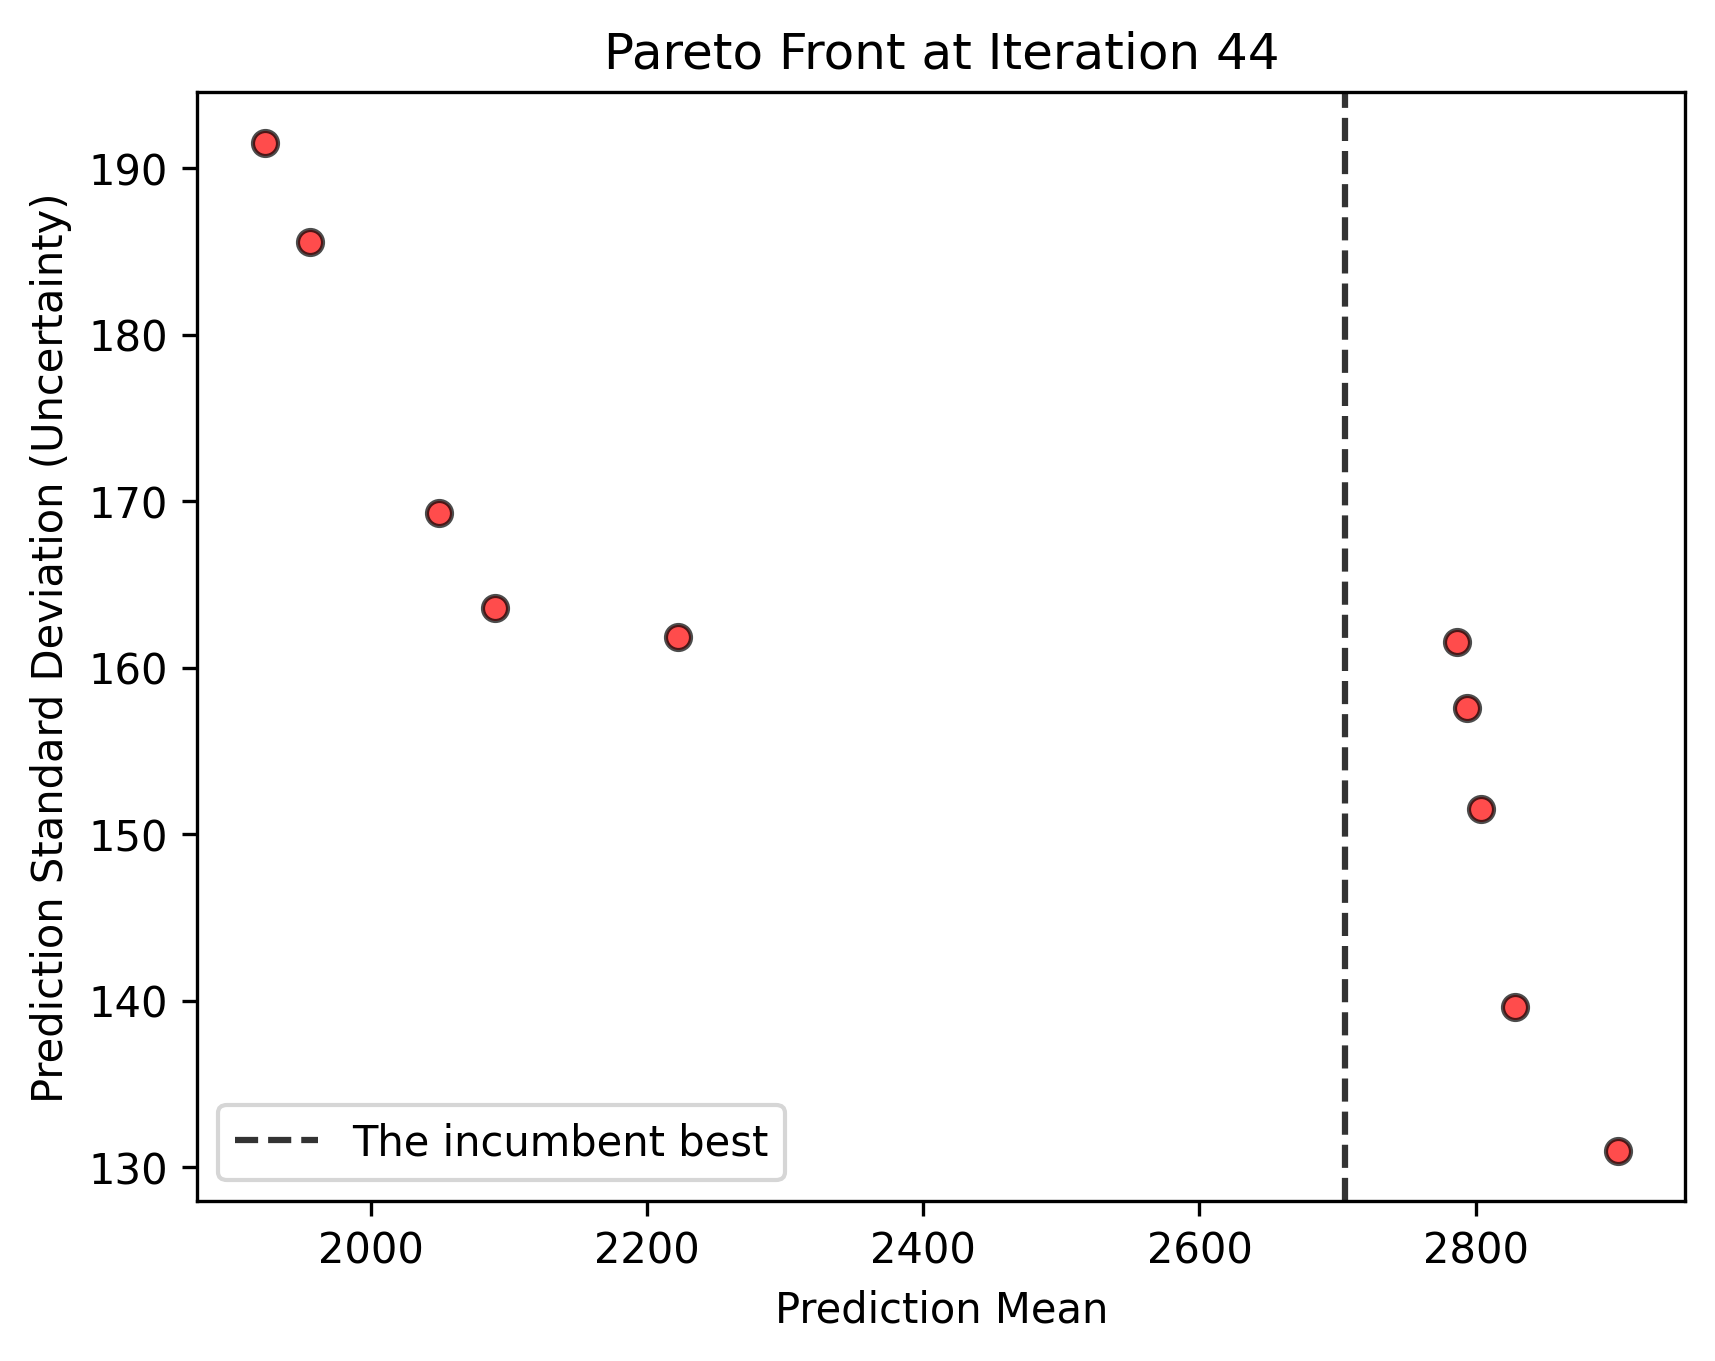 Pareto Front at Iteration 44
Prediction Standard Deviation (Uncertainty)
190
180
170
160
150
140
130
The incumbent best
2000 2200 2400 2600 2800
Prediction Mean